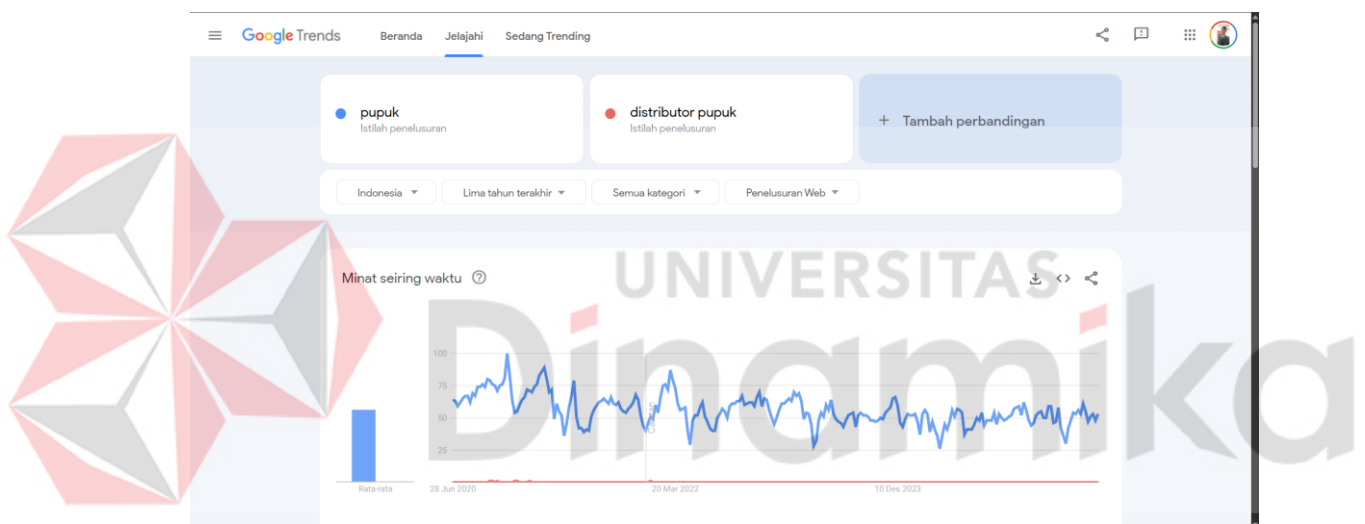 Google Trends Beranda Jelajahi Sedang Trending
pupuk
Istilah penelusuran
distributor pupuk
Istilah penelusuran
+ Tambah perbandingan
Indonesia Lima tahun terakhir Semua kategori Penelusuran Web
Minat seiring waktu
UNIVERSITAS
Dinamika
100
75
50
25
Catatan
Rata-rata
28 Jun 2020
20 Mar 2022
10 Des 2023